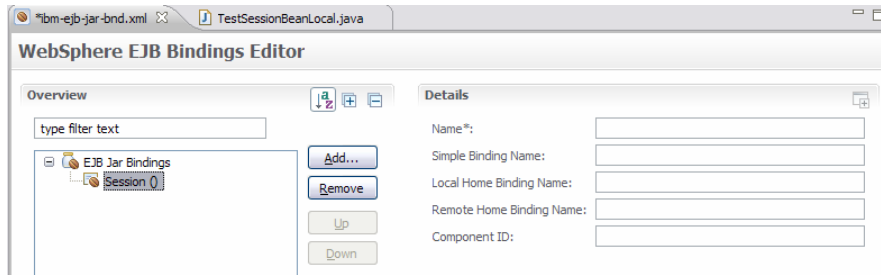 *ibm-ejb-jar-bnd.xml TestSessionBeanLocal.java
WebSphere EJB Bindings Editor
Overview
type filter text
EJB Jar Bindings
Session ()
Add...
Remove
Up
Down
Details
Name*:
Simple Binding Name:
Local Home Binding Name:
Remote Home Binding Name:
Component ID: